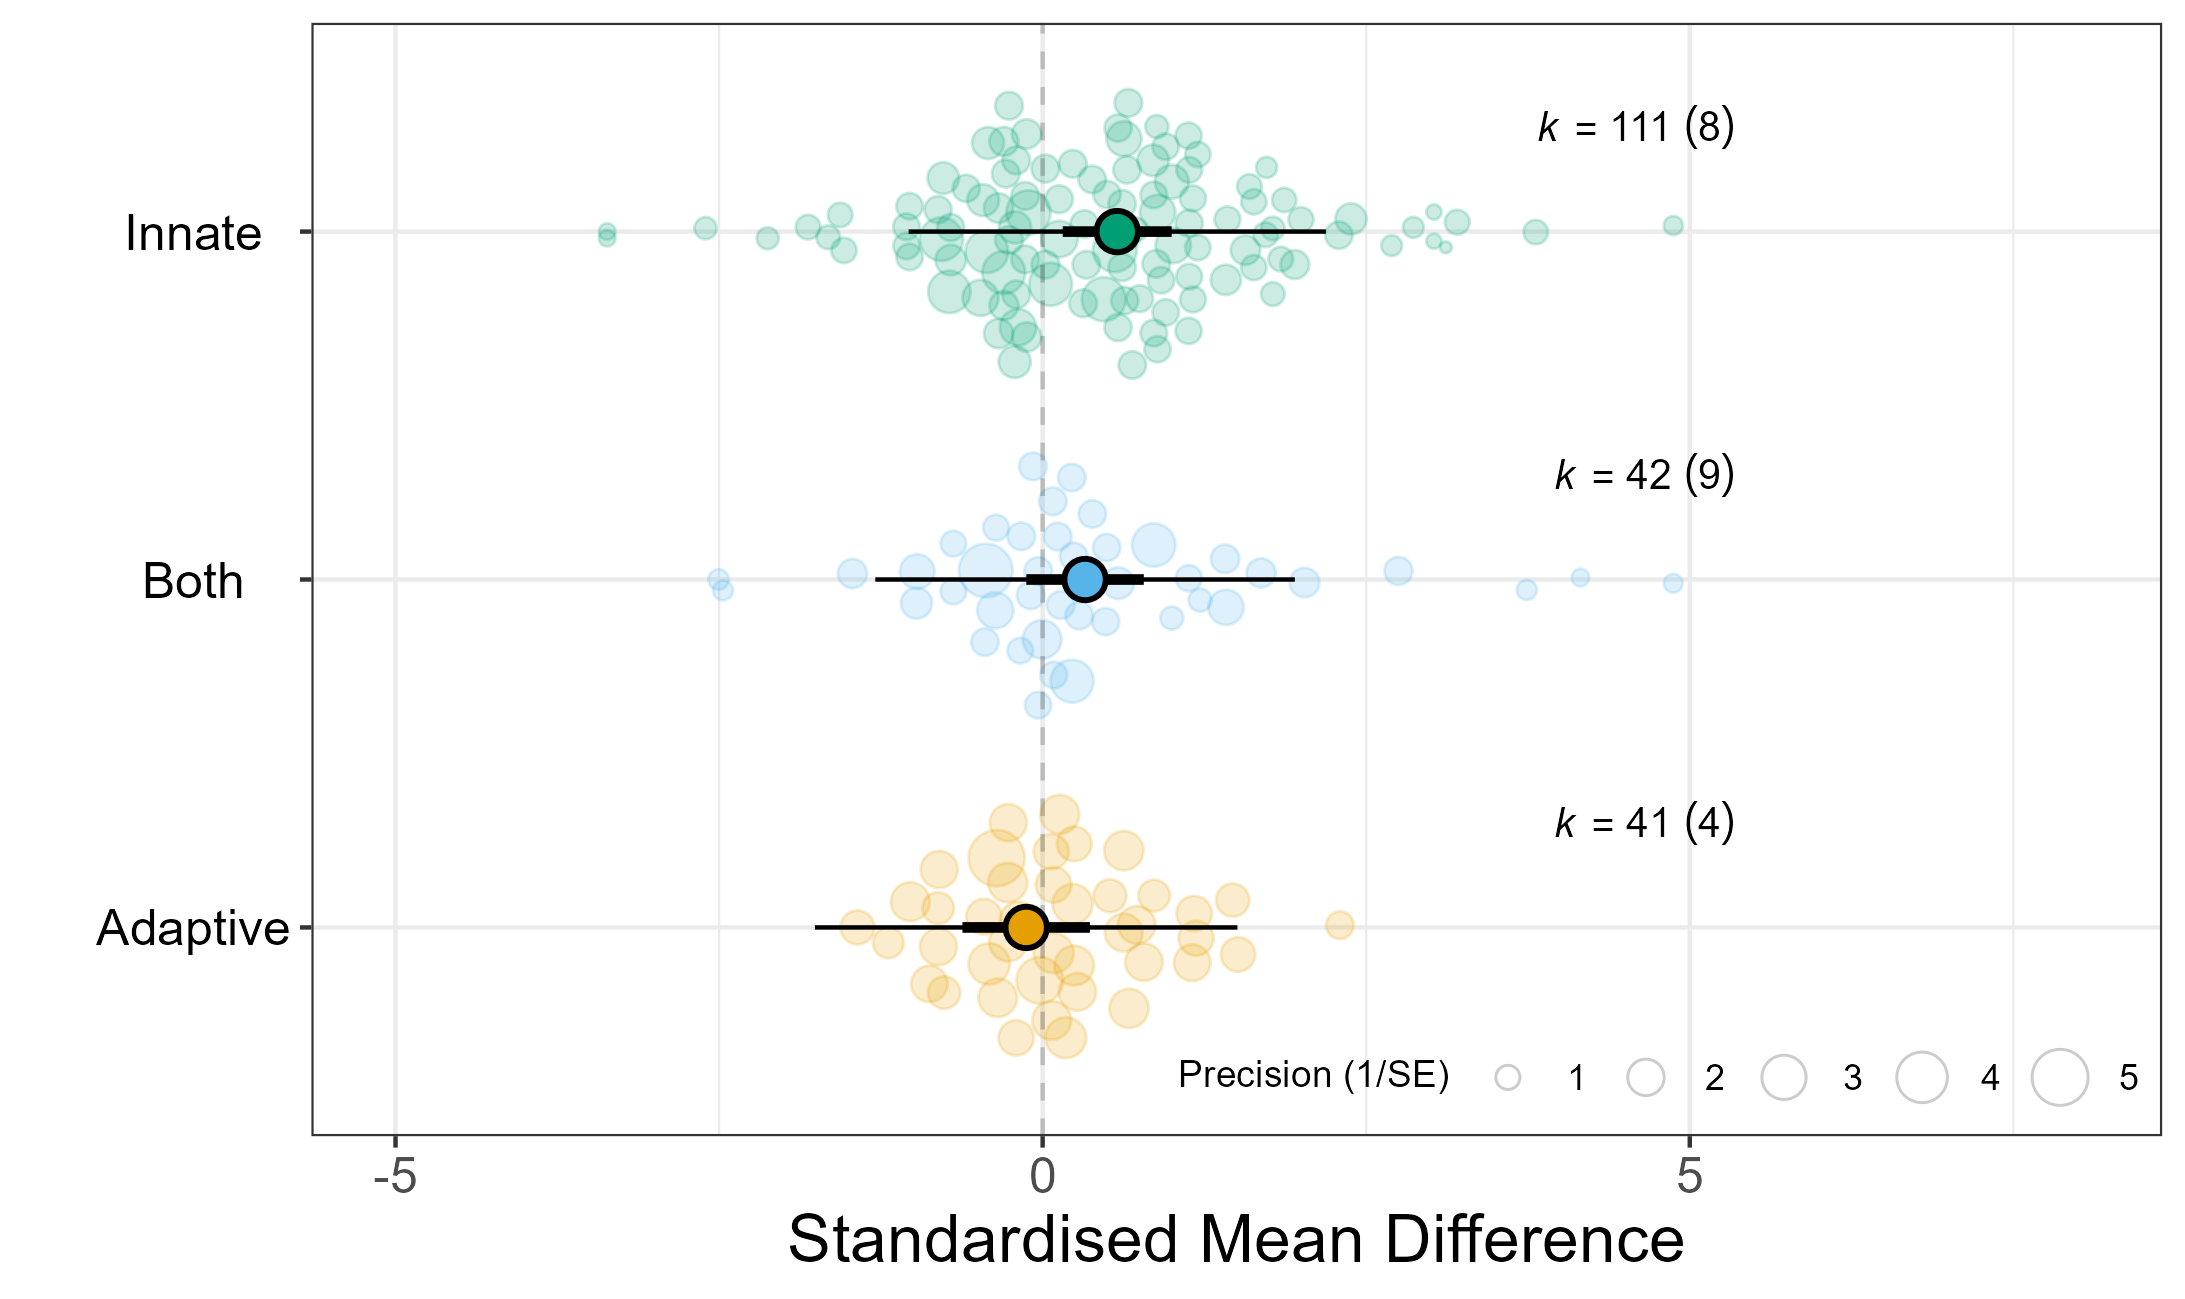 k = 111 (8)
Innate
k = 42 (9)
Both
k = 41 (4)
Adaptive
Precision (1/SE) 1 2 3 4 5
-5 0 5
Standardised Mean Difference